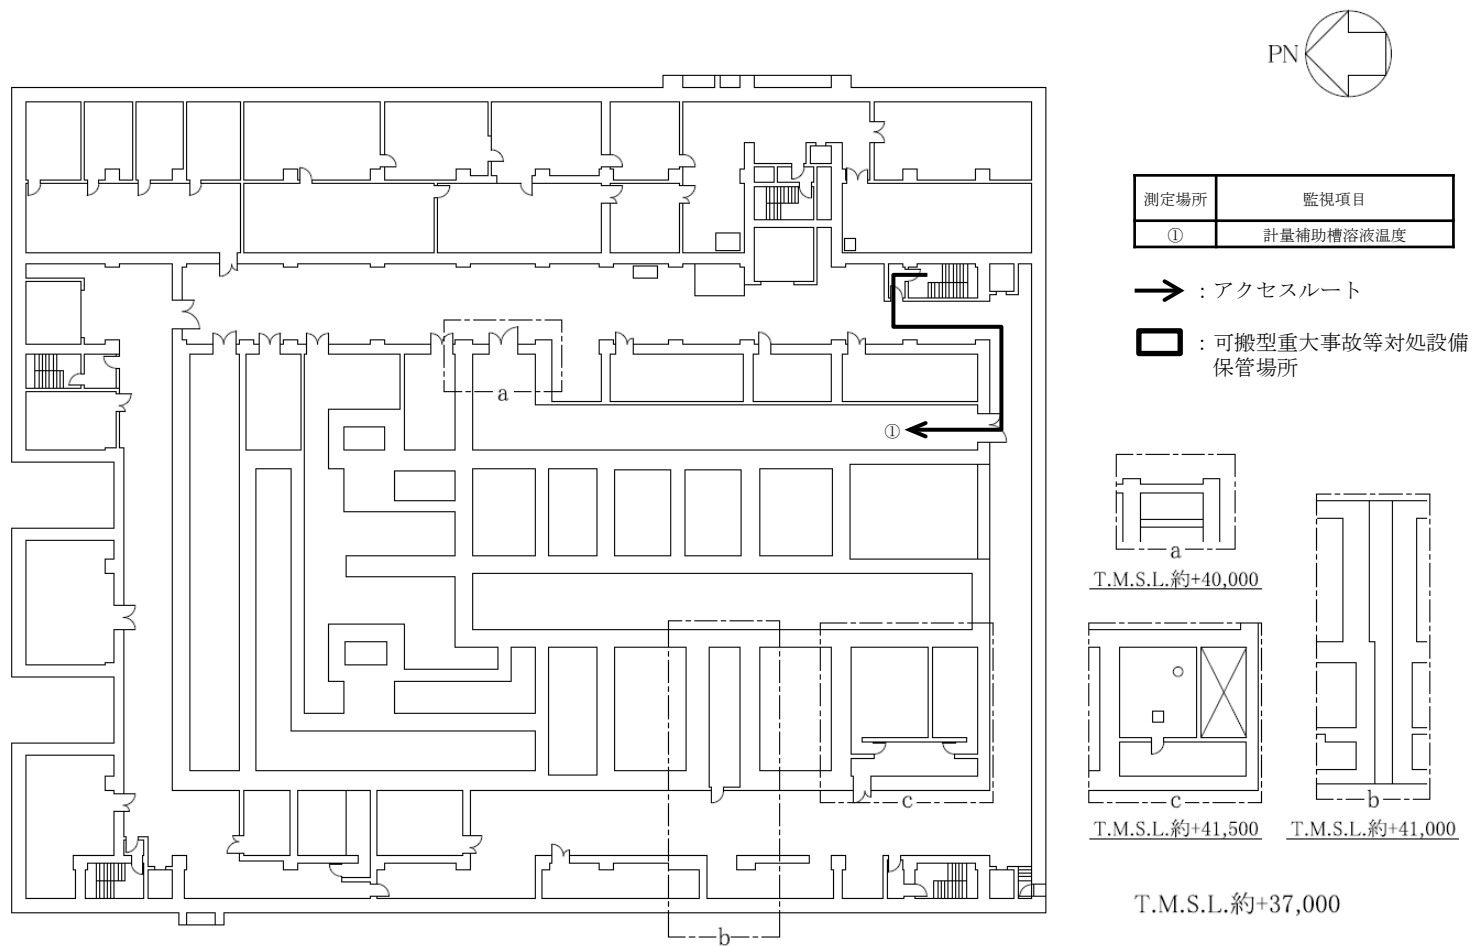 PN
測定場所 監視項目
① 計量補助槽溶液温度
：アクセスルート
：可搬型重大事故等対処設備
保管場所
a
①
a
T.M.S.L.約+40,000
c
b
c
T.M.S.L.約+41,500
b
T.M.S.L.約+41,000
T.M.S.L.約+37,000